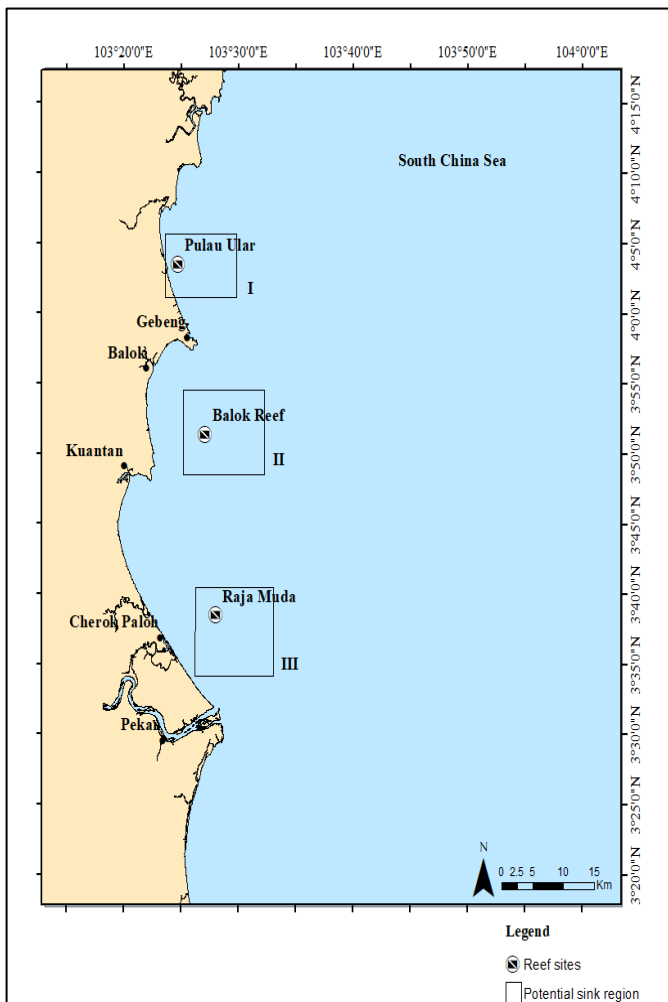 103°20'0"E 103°30'0"E 103°40'0"E 103°50'0"E 104°0'0"E
4°15'0"N
South China Sea
4°10'0"N
Pulau Ular
4°5'0"N
I
4°0'0"N
Gebeng
Balok
3°55'0"N
Balok Reef
Kuantan
II
3°50'0"N
3°45'0"N
3°40'0"N
Raja Muda
Cherok Paloh
III
3°35'0"N
Pekan
3°30'0"N
3°25'0"N
N
0 2.5 5 10 15
Km
3°20'0"N
Legend
Reef sites
Potential sink region